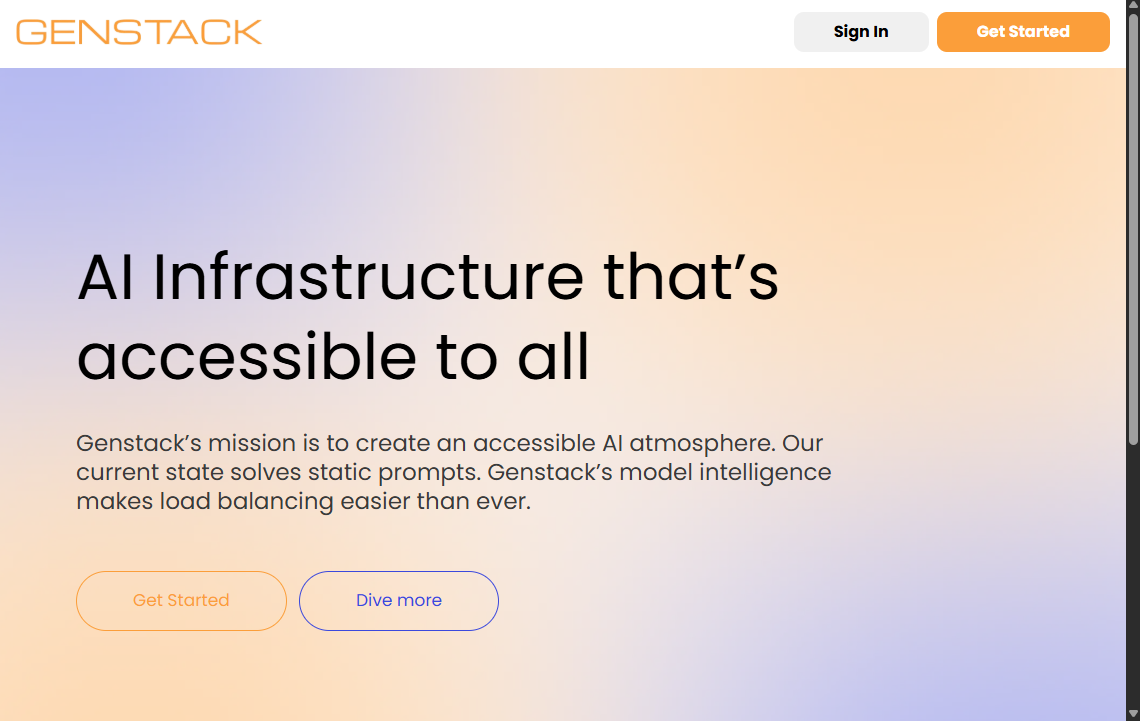 GENSTACK
Sign In
Get Started
AI Infrastructure that’s
accessible to all
Genstack’s mission is to create an accessible AI atmosphere. Our
current state solves static prompts. Genstack’s model intelligence
makes load balancing easier than ever.
Get Started
Dive more